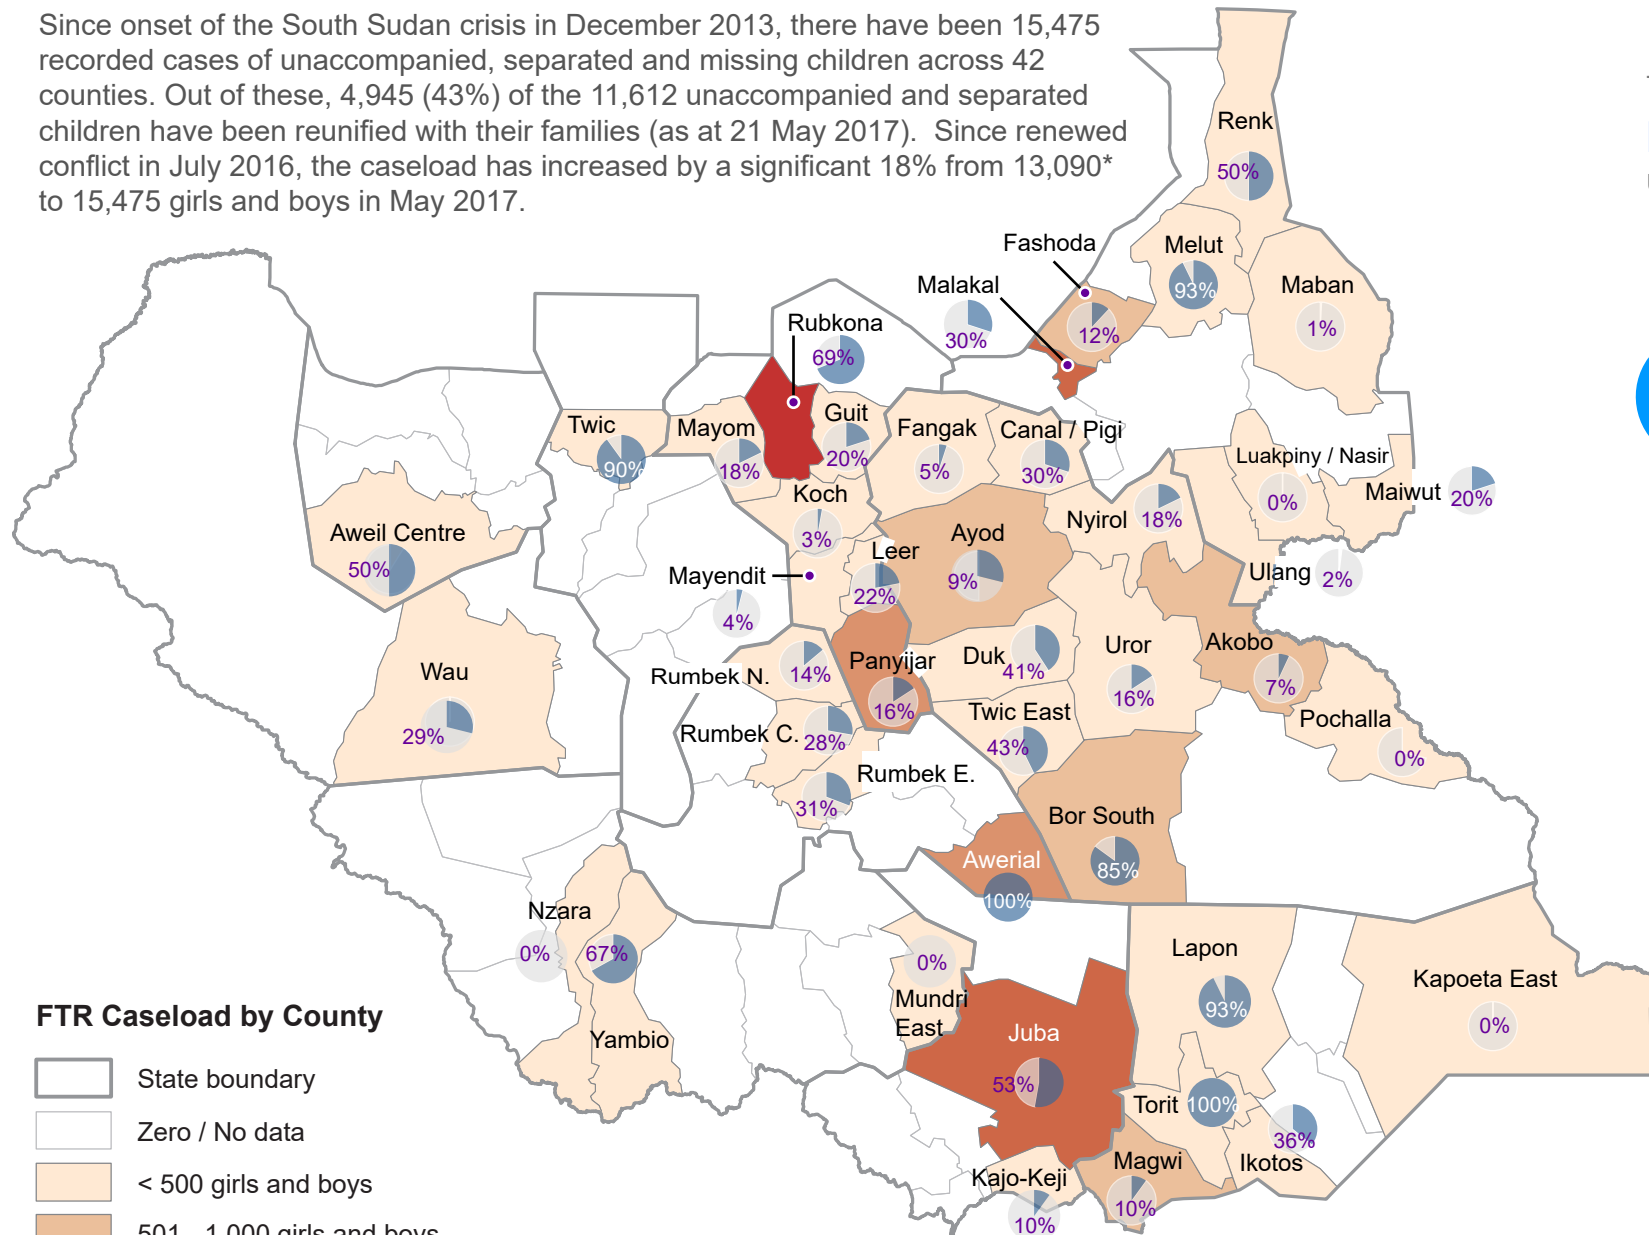 Since onset of the South Sudan crisis in December 2013, there have been 15,475
recorded cases of unaccompanied, separated and missing children across 42
counties. Out of these, 4,945 (43%) of the 11,612 unaccompanied and separated
children have been reunified with their families (as at 21 May 2017).  Since renewed
conflict in July 2016, the caseload has increased by a significant 18% from 13,090*
to 15,475 girls and boys in May 2017.
Renk
50%
Fashoda
12%
Melut
93%
Malakal
30%
Maban
1%
Rubkona
69%
Twic
90%
Mayom
18%
Guit
20%
Fangak
5%
Canal / Pigi
30%
Luakpiny / Nasir
0%
Maiwut
20%
Koch
3%
Nyirol
18%
Aweil Centre
50%
Leer
22%
Ayod
9%
Mayendit
4%
Ulang
2%
Wau
29%
Rumbek N.
14%
Panyijar
16%
Duk
41%
Uror
16%
Akobo
7%
Rumbek C.
28%
Twic East
43%
Pochalla
0%
Rumbek E.
31%
Bor South
85%
Awerial
100%
Nzara
0%
67%
Yambio
0%
Mundri
East
Lapon
93%
Kapoeta East
0%
Juba
53%
Torit
100%
36%
Ikotos
Magwi
10%
Kajo-Keji
10%
FTR Caseload by County
State boundary
Zero / No data
< 500 girls and boys
501 - 1,000 girls and boys